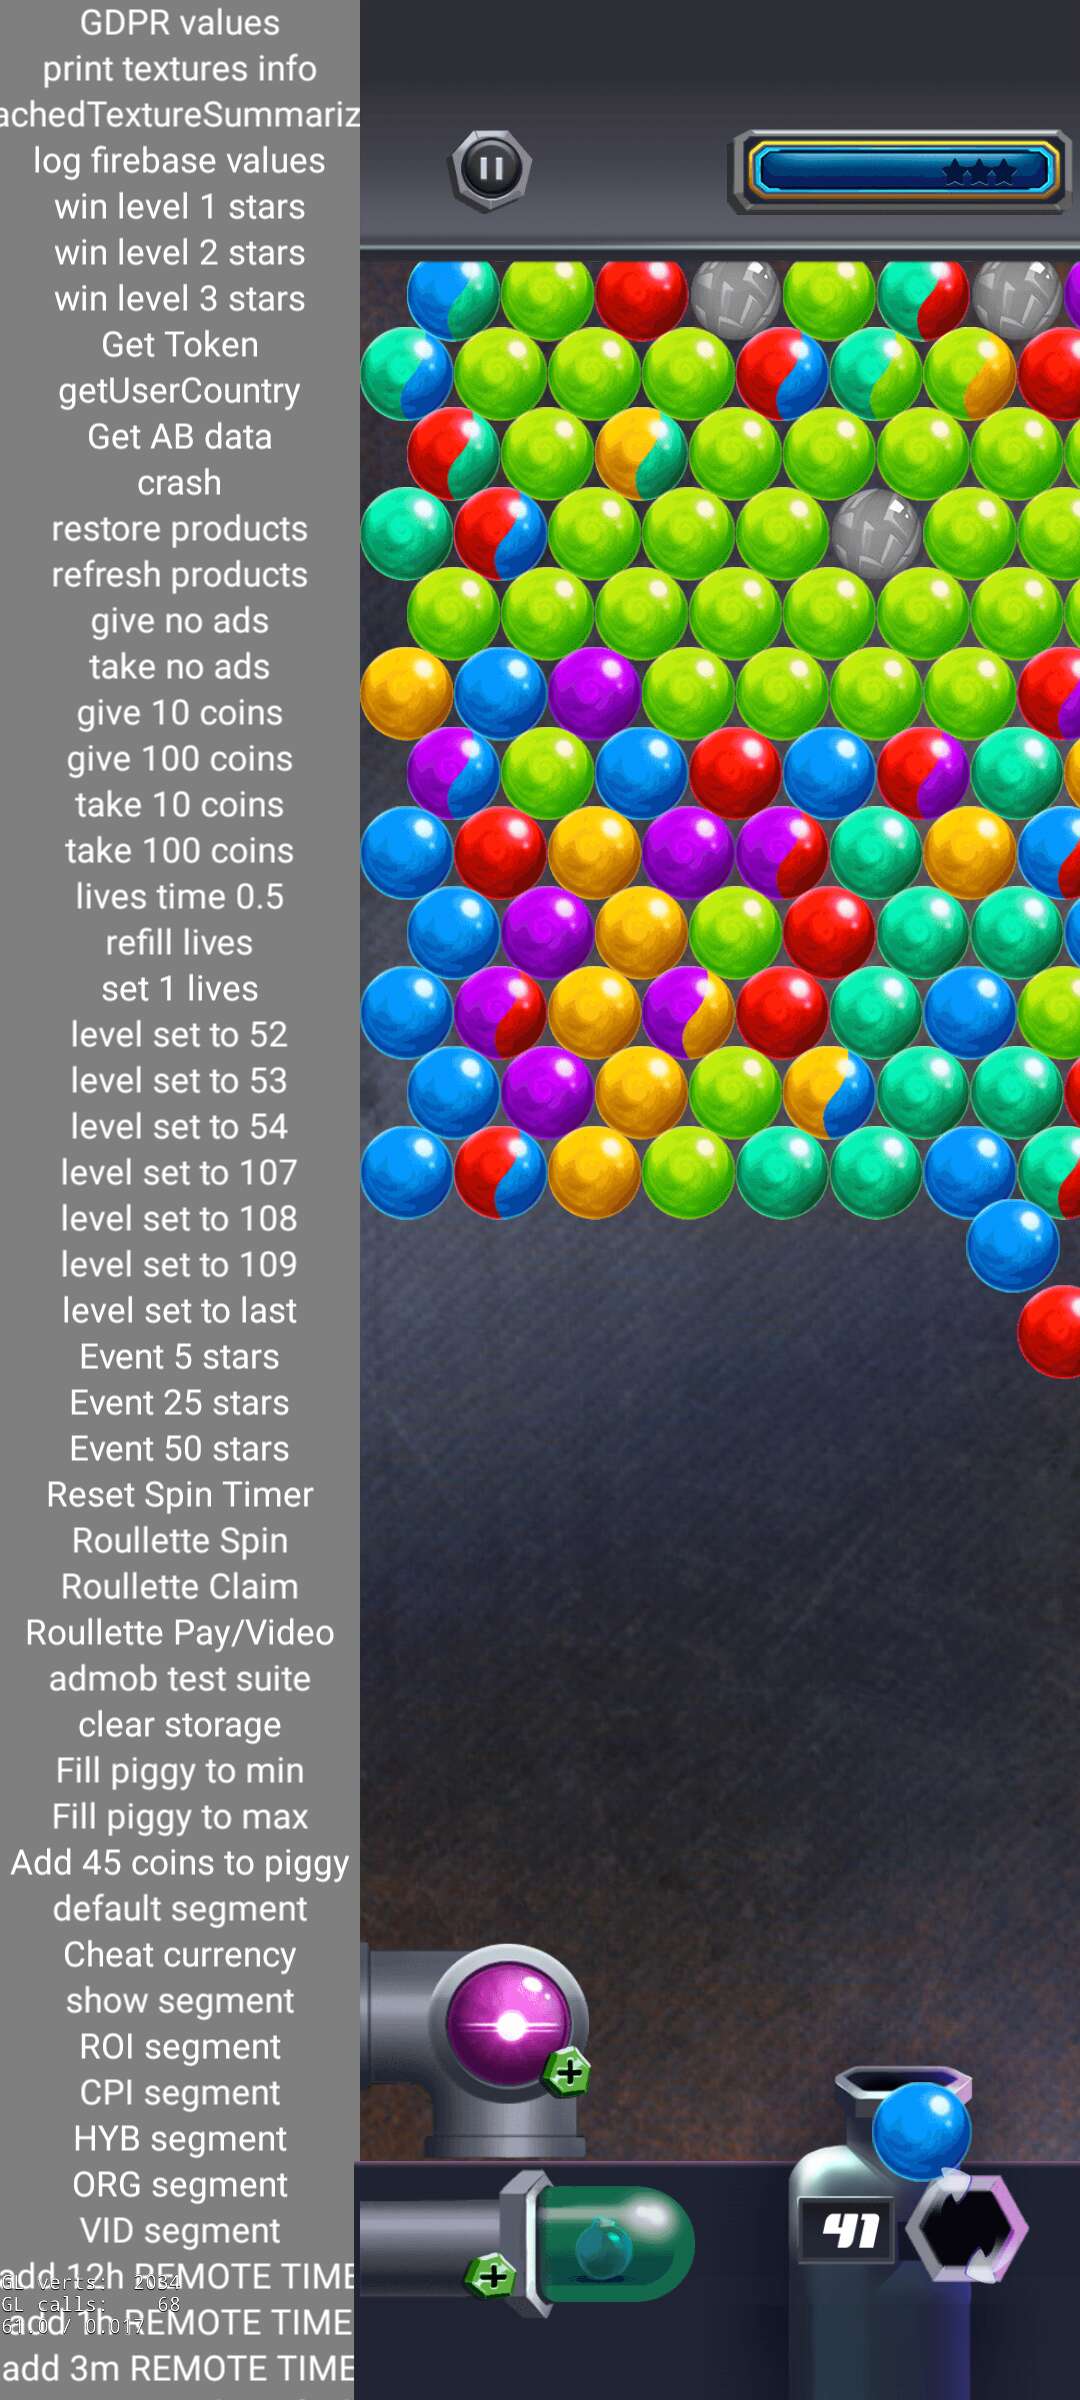 GDPR values
print textures info
achedTextureSummariz
log firebase values
win level 1 stars
win level 2 stars
win level 3 stars
Get Token
getUserCountry
Get AB data
crash
restore products
refresh products
give no ads
take no ads
give 10 coins
give 100 coins
take 10 coins
take 100 coins
lives time 0.5
refill lives
set 1 lives
level set to 52
level set to 53
level set to 54
level set to 107
level set to 108
level set to 109
level set to last
Event 5 stars
Event 25 stars
Event 50 stars
Reset Spin Timer
Roullette Spin
Roullette Claim
Roullette Pay/Video
admob test suite
clear storage
Fill piggy to min
Fill piggy to max
Add 45 coins to piggy
default segment
Cheat currency
show segment
ROI segment
CPI segment
HYB segment
ORG segment
VID segment
41
add 12h REMOTE TIME
GL verts: 2034
GL calls: 68
add 1h REMOTE TIME
61.0 / 0.017
add 3m REMOTE TIME